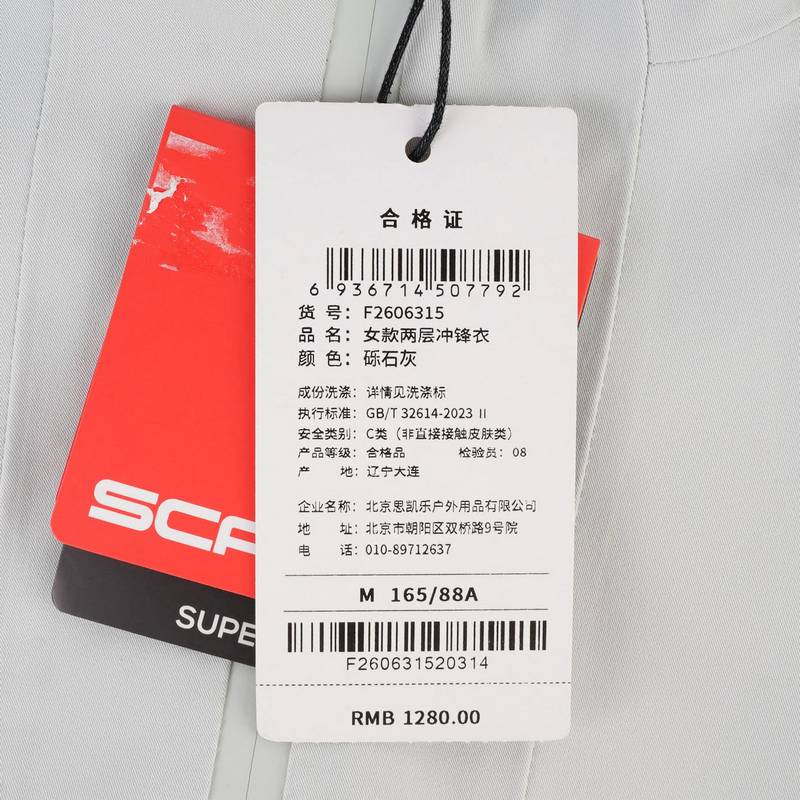 合格证
6 936714 507792
货 号：F2606315
品 名：女款两层冲锋衣
颜 色：砾石灰
成份洗涤：详情见洗涤标
执行标准：GB/T 32614-2023 II
安全类别：C类（非直接接触皮肤类）
产品等级：合格品 检验员：08
产 地：辽宁大连
企业名称：北京思凯乐户外用品有限公司
地 址：北京市朝阳区双桥路9号院
电 话：010-89712637
M 165/88A
F260631520314
RMB 1280.00
SCA
SUPE